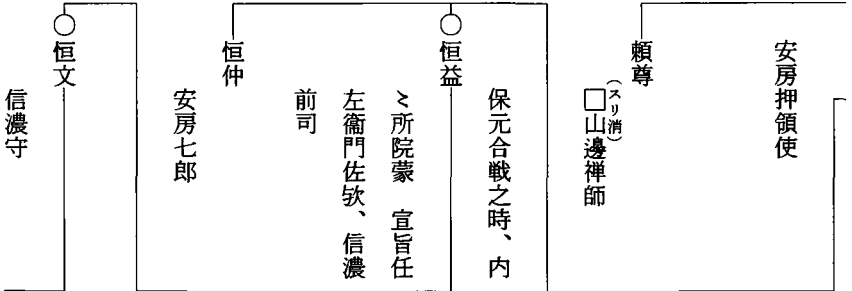 安房押領使
頼尊
(スリ消)
□山邊禅師
保元合戦之時、内
〻所院蒙　宣旨任
左衞門佐欤、信濃
前司
○恒益
恒仲
安房七郎
○恒文
信濃守